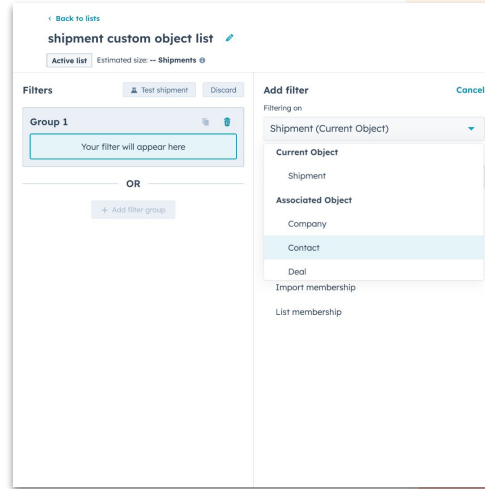 Back to lists
shipment custom object list
Active list Estimated size: -- Shipments
Filters Test shipment Discard
Group 1
Your filter will appear here
OR
+ Add filter group
Add filter Cancel
Filtering on
Shipment (Current Object)
Current Object
Shipment
Associated Object
Company
Contact
Deal
Import membership
List membership